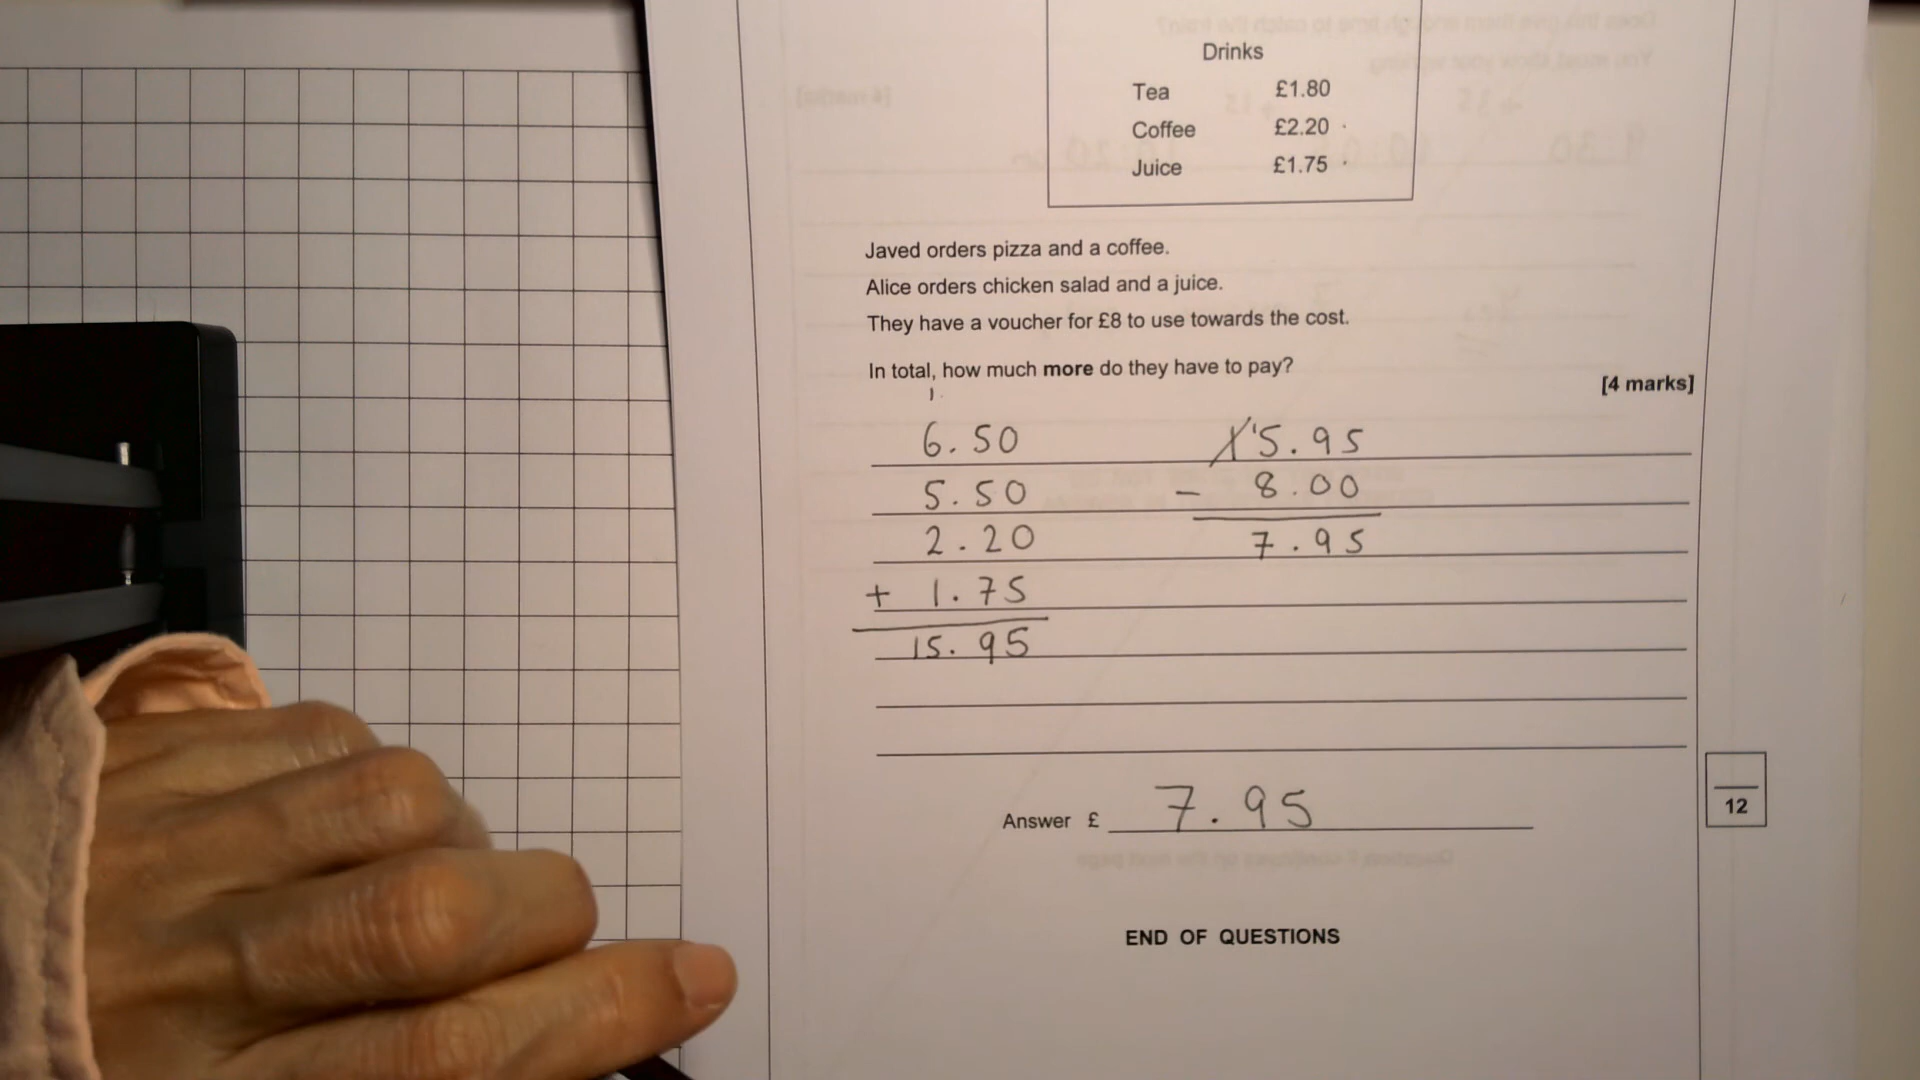 Drinks
Tea £1.80
Coffee £2.20
Juice £1.75
Javed orders pizza and a coffee.
Alice orders chicken salad and a juice.
They have a voucher for £8 to use towards the cost.
In total, how much more do they have to pay?
[4 marks]
1
6.50
5.50
2.20
+ 1.75
15.95
1'5.95
- 8.00
7.95
Answer £ 7.95
12
END OF QUESTIONS